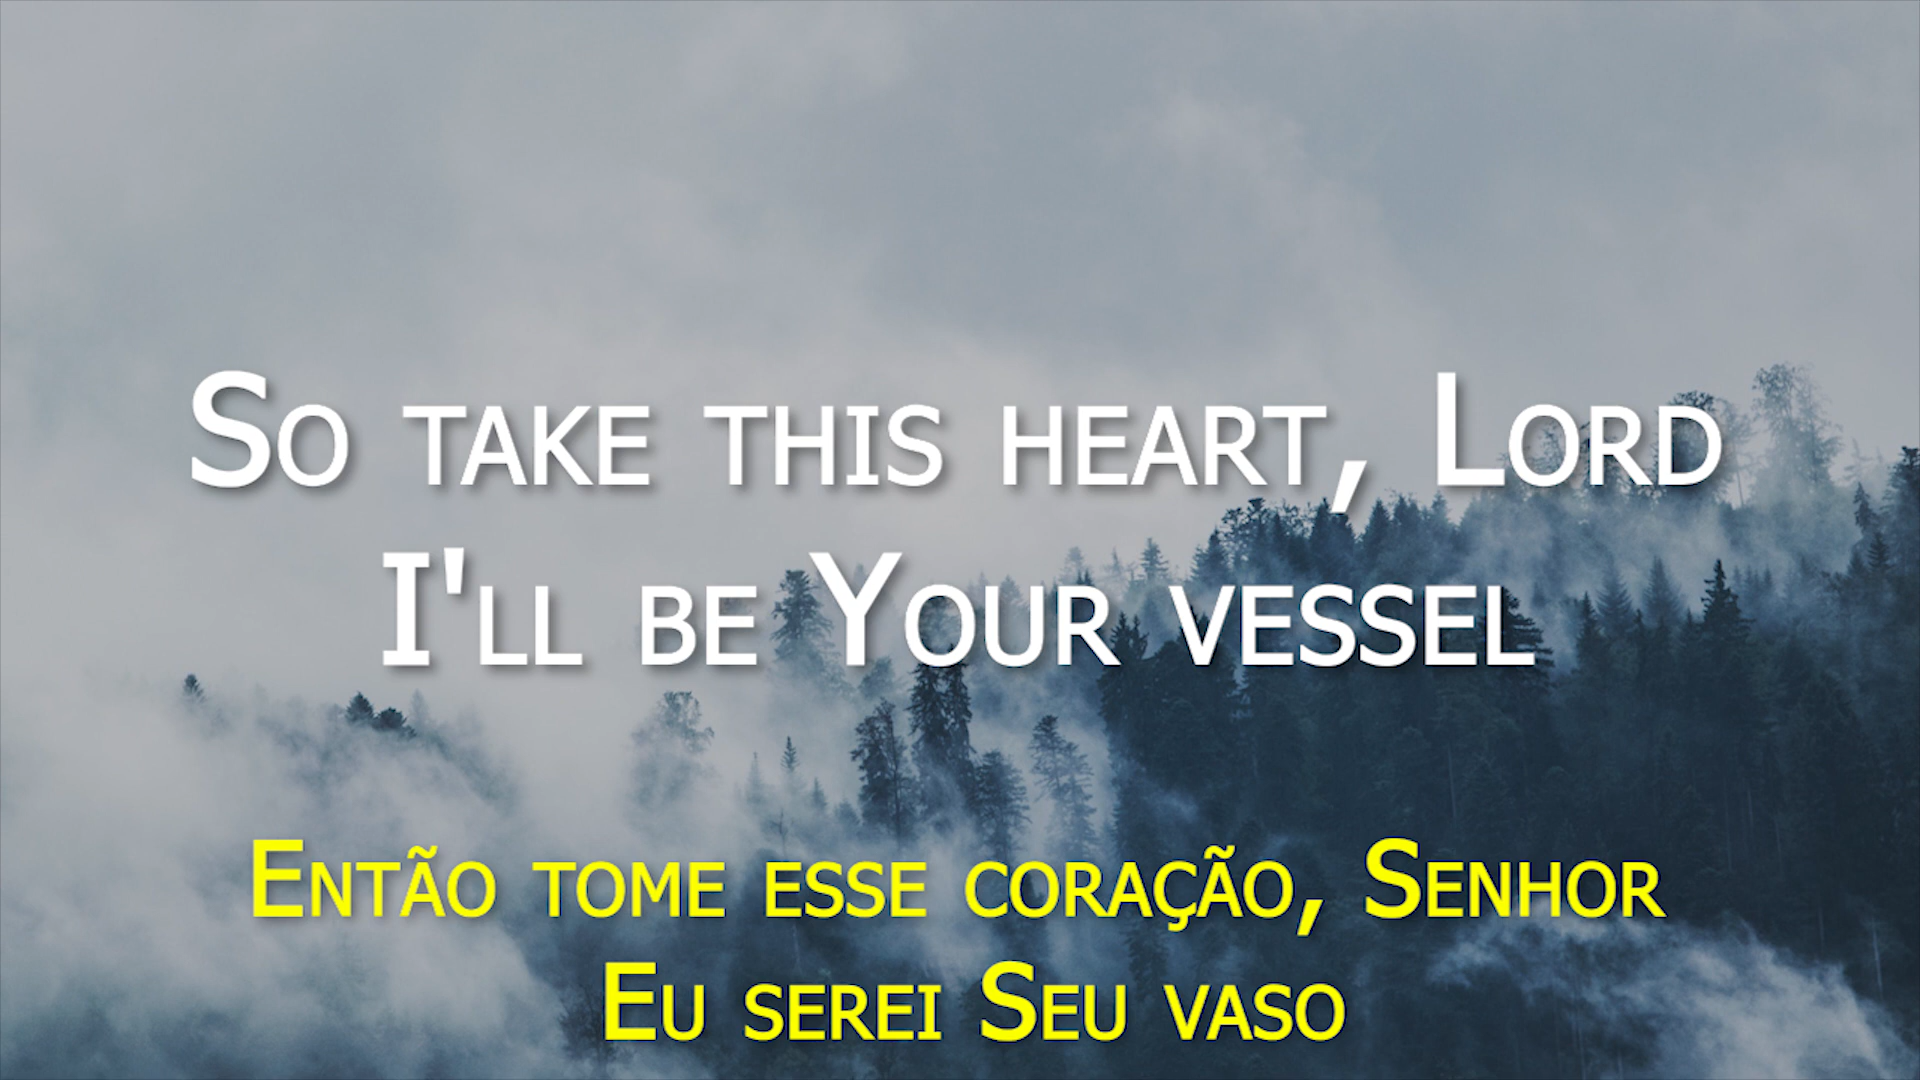 So take this heart, Lord
I'll be Your vessel
Então tome esse coração, Senhor
Eu serei Seu vaso